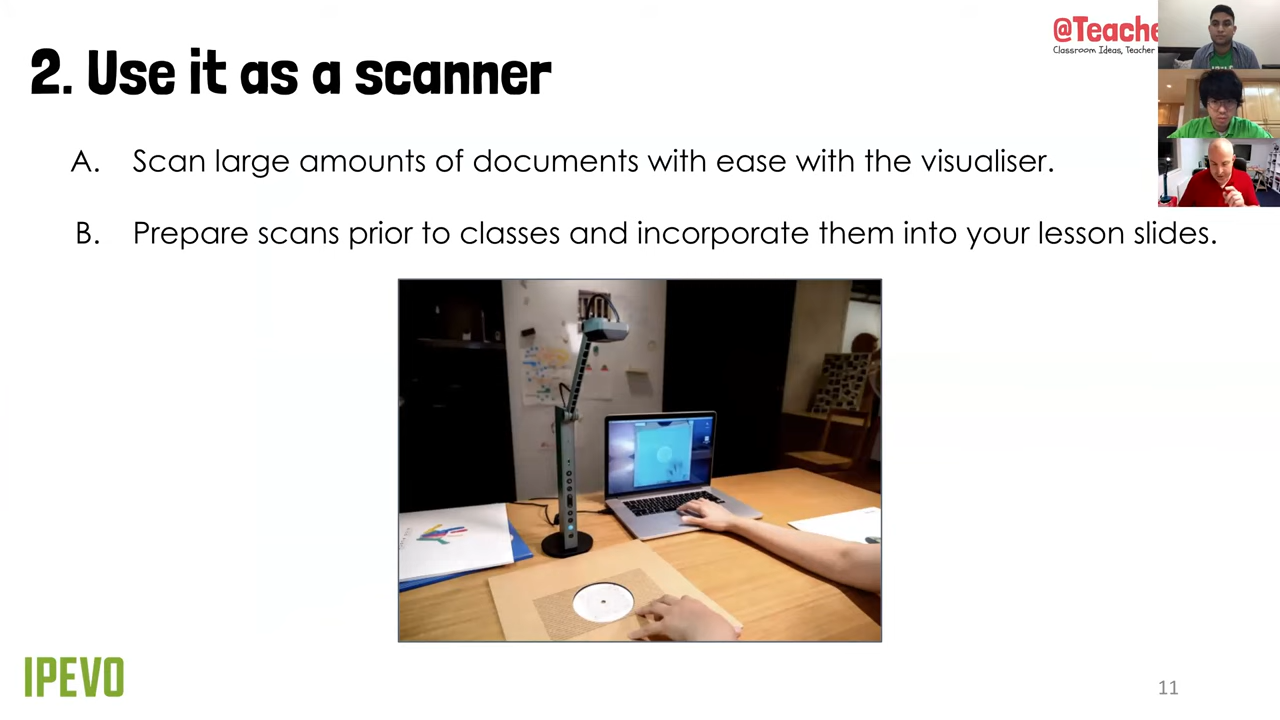 @Teache
Classroom Ideas, Teacher
2. Use it as a scanner
A. Scan large amounts of documents with ease with the visualiser.
B. Prepare scans prior to classes and incorporate them into your lesson slides.
IPEVO
11